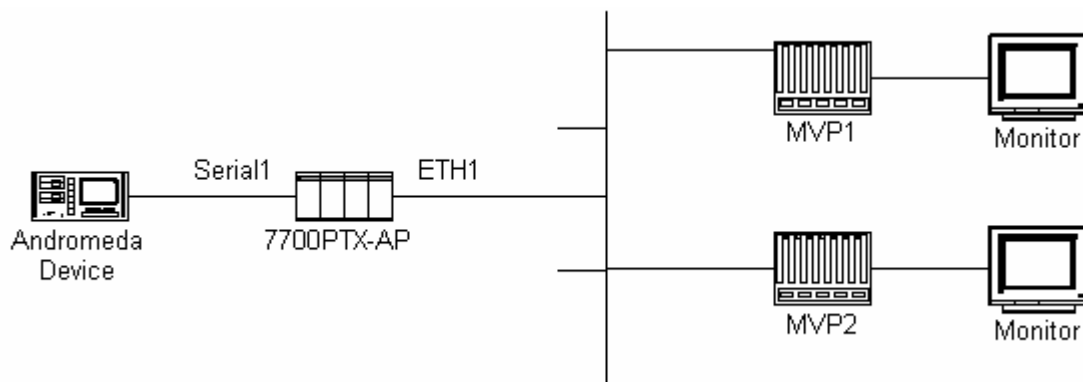 Andromeda
Device
Serial1
7700PTX-AP
ETH1
MVP1
Monitor
MVP2
Monitor